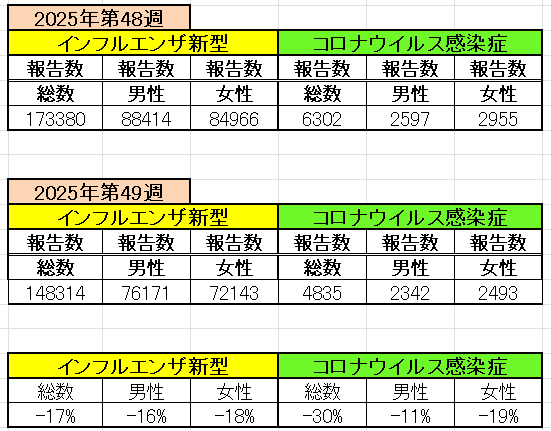 2025年第48週
インフルエンザ新型 コロナウイルス感染症
報告数 報告数 報告数 報告数 報告数 報告数
総数 男性 女性 総数 男性 女性
173380 88414 84966 6302 2597 2955
2025年第49週
インフルエンザ新型 コロナウイルス感染症
報告数 報告数 報告数 報告数 報告数 報告数
総数 男性 女性 総数 男性 女性
148314 76171 72143 4835 2342 2493
インフルエンザ新型 コロナウイルス感染症
総数 男性 女性 総数 男性 女性
-17% -16% -18% -30% -11% -19%